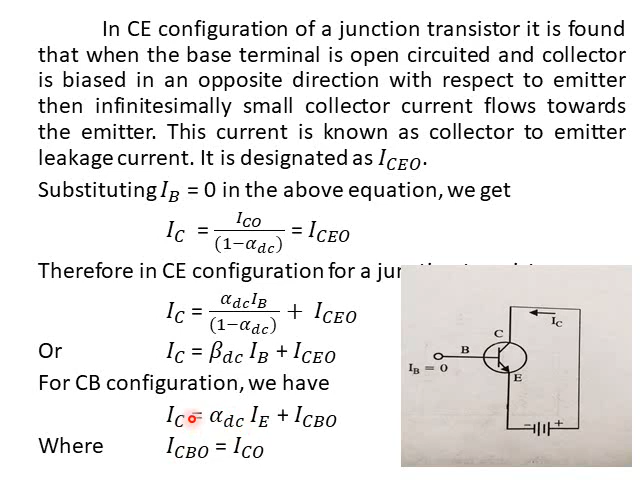 In CE configuration of a junction transistor it is found
that when the base terminal is open circuited and collector
is biased in an opposite direction with respect to emitter
then infinitesimally small collector current flows towards
the emitter. This current is known as collector to emitter
leakage current. It is designated as I_CEO.
Substituting I_B = 0 in the above equation, we get
I_C = I_CO / (1−α_dc) = I_CEO
Therefore in CE configuration for a
I_C = α_dc I_B / (1−α_dc) + I_CEO
Or I_C = β_dc I_B + I_CEO
For CB configuration, we have
I_C = α_dc I_E + I_CBO
Where I_CBO = I_CO
I_C
C
B
I_B = 0
E
− +